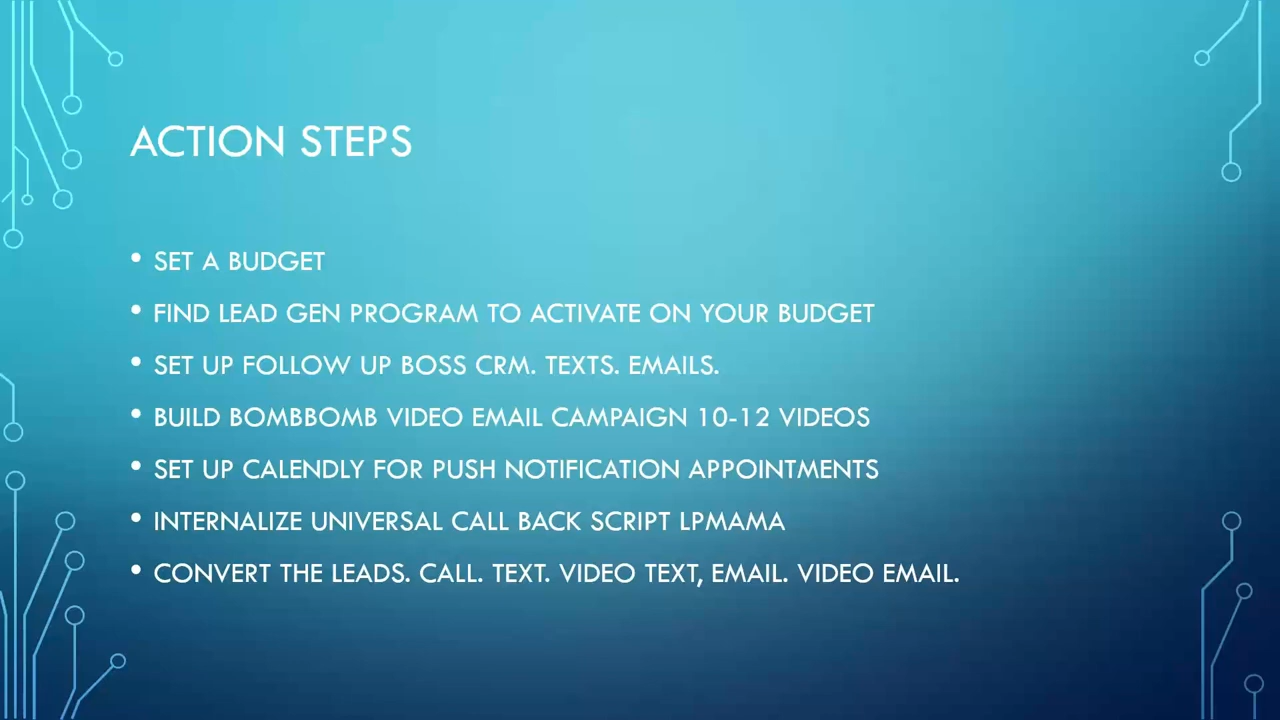 ACTION STEPS
• SET A BUDGET
• FIND LEAD GEN PROGRAM TO ACTIVATE ON YOUR BUDGET
• SET UP FOLLOW UP BOSS CRM. TEXTS. EMAILS.
• BUILD BOMBBOMB VIDEO EMAIL CAMPAIGN 10-12 VIDEOS
• SET UP CALENDLY FOR PUSH NOTIFICATION APPOINTMENTS
• INTERNALIZE UNIVERSAL CALL BACK SCRIPT LPMAMA
• CONVERT THE LEADS. CALL. TEXT. VIDEO TEXT, EMAIL. VIDEO EMAIL.